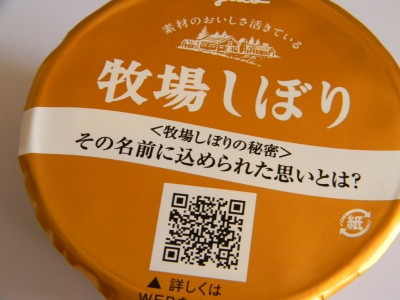 素材のおいしさ活きている
牧場しぼり
<牧場しぼりの秘密>
その名前に込められた思いとは?
紙
▲ 詳しくは